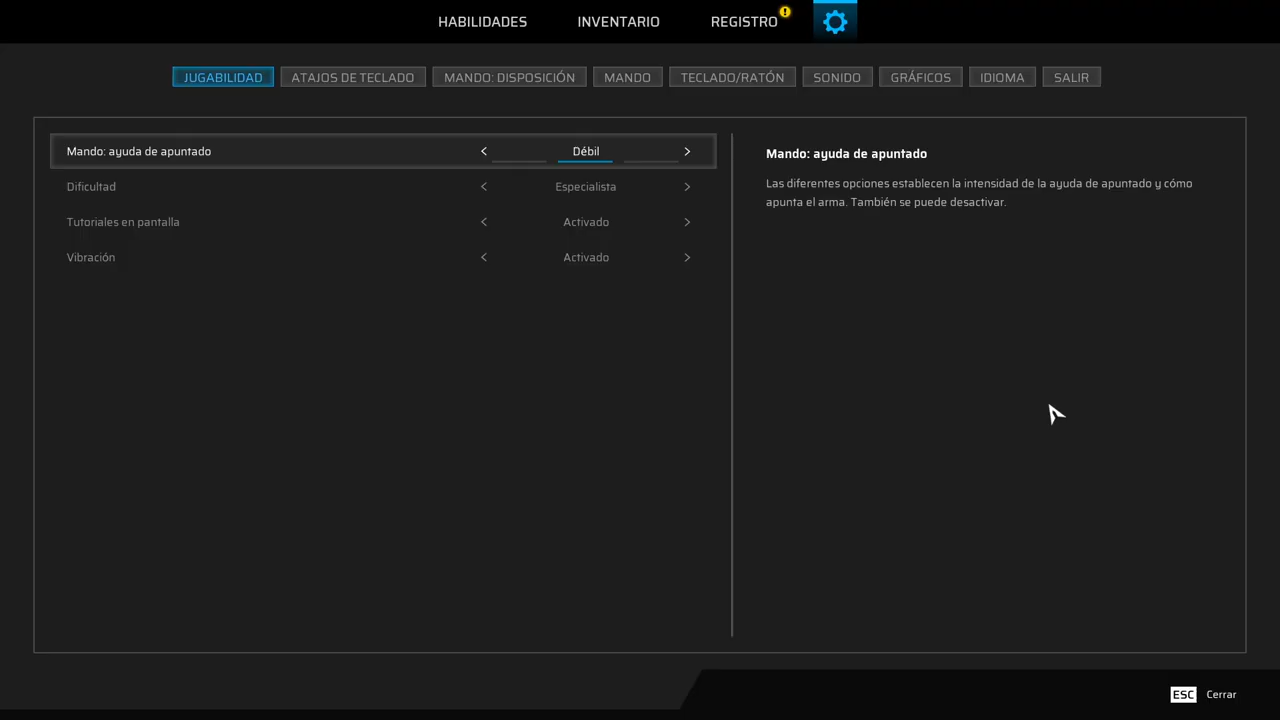 HABILIDADES INVENTARIO REGISTRO !
JUGABILIDAD ATAJOS DE TECLADO MANDO: DISPOSICIÓN MANDO TECLADO/RATÓN SONIDO GRÁFICOS IDIOMA SALIR
Mando: ayuda de apuntado < Débil >
Dificultad < Especialista >
Tutoriales en pantalla < Activado >
Vibración < Activado >
Mando: ayuda de apuntado
Las diferentes opciones establecen la intensidad de la ayuda de apuntado y cómo
apunta el arma. También se puede desactivar.
ESC Cerrar